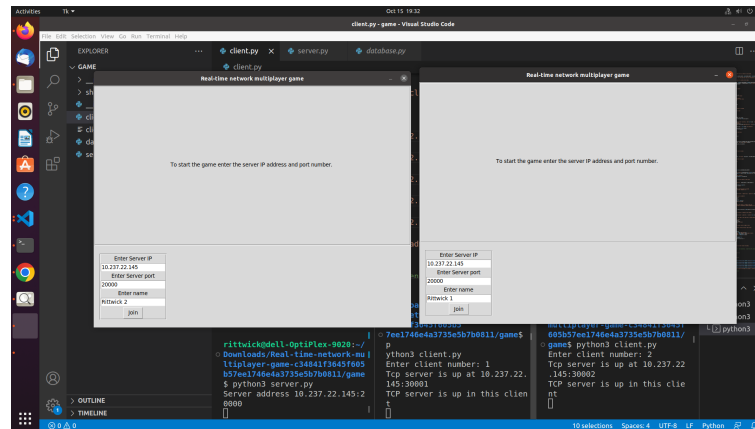 Activities
Tk
Oct 15 19:32
client.py - game - Visual Studio Code
File Edit Selection View Go Run Terminal Help
EXPLORER
client.py
server.py
database.py
GAME
client.py
Real-time network multiplayer game
Real-time network multiplayer game
To start the game enter the server IP address and port number.
To start the game enter the server IP address and port number.
Enter Server IP
10.237.22.145
Enter Server port
20000
Enter name
Rittwick 2
Join
Enter Server IP
10.237.22.145
Enter Server port
20000
Enter name
Rittwick 1
Join
rittwick@dell-OptiPlex-9020:~/
Downloads/Real-time-network-mu
ltiplayer-game-c34841f3645f605
b57ee1746e4a3735e5b7b0811/game
$ python3 server.py
Server address 10.237.22.145:2
0000
7ee1746e4a3735e5b7b0811/game$
p
ython3 client.py
Enter client number: 1
Tcp server is up at 10.237.22.
145:30001
TCP server is up in this clien
t
multiplayer-game-c34841f3645f
605b57ee1746e4a3735e5b7b0811/
game$ python3 client.py
Enter client number: 2
Tcp server is up at 10.237.22
.145:30002
TCP server is up in this clie
nt
python3
OUTLINE
TIMELINE
0 0
10 selections
Spaces: 4
UTF-8
LF
Python